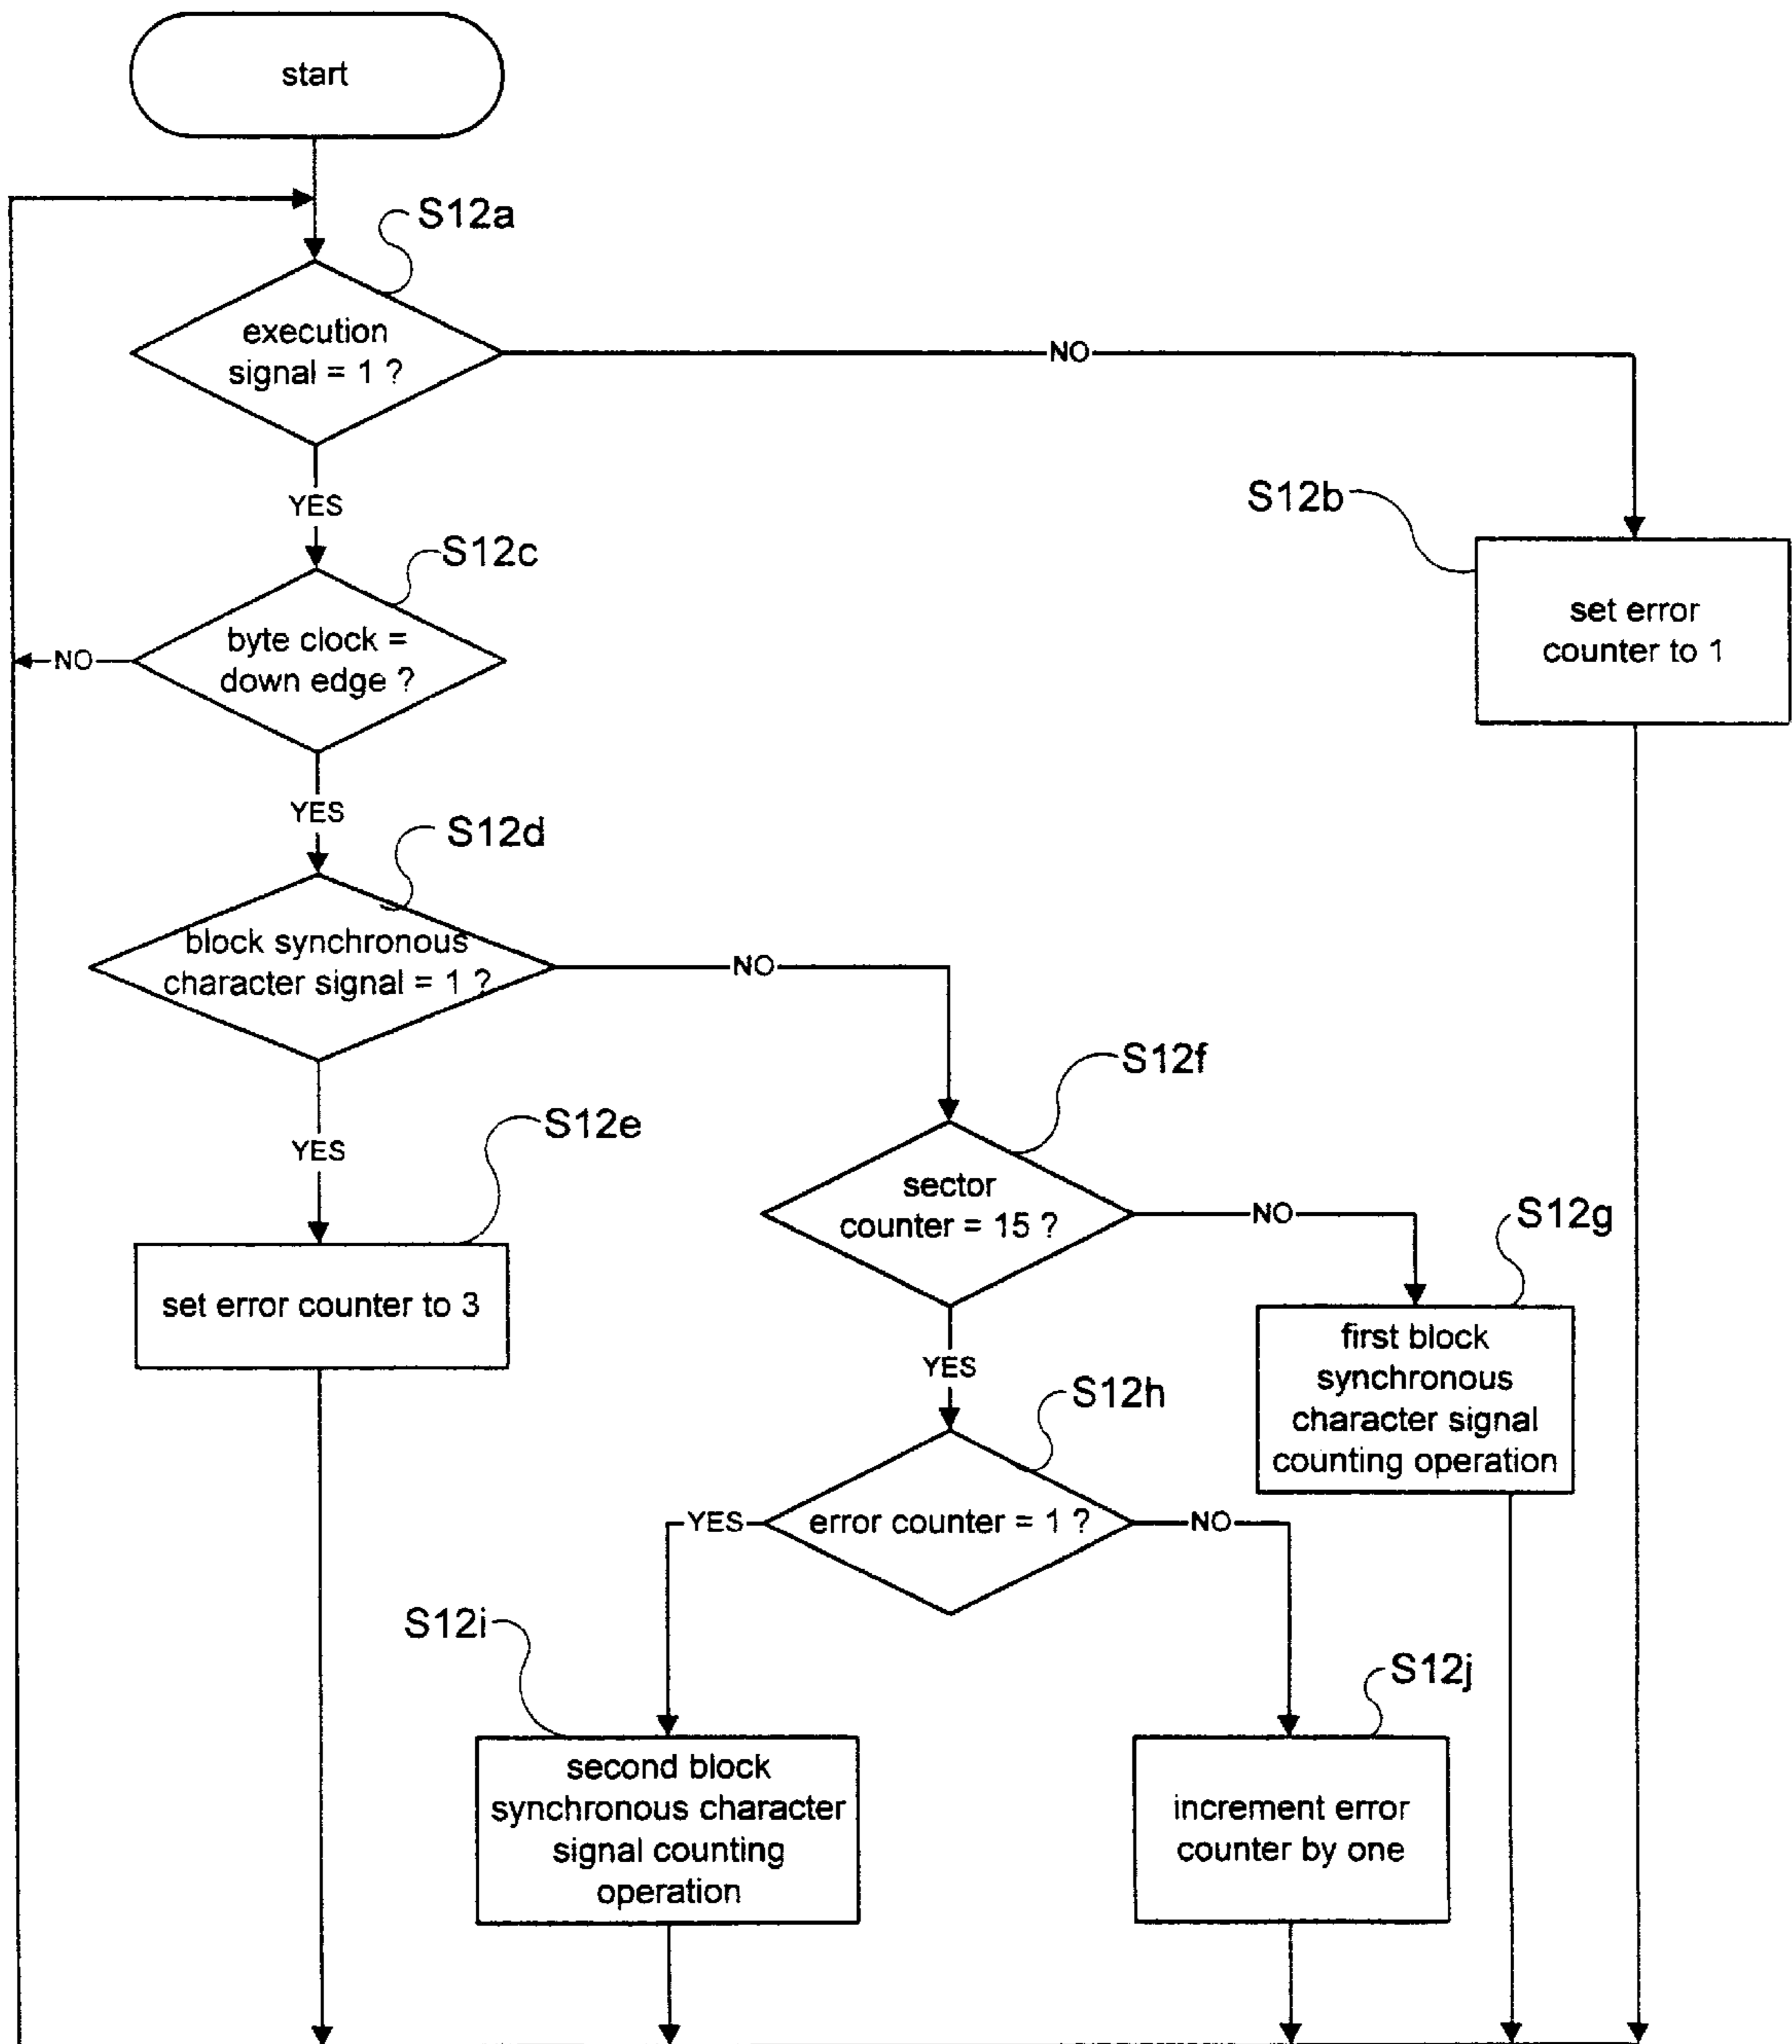 start
S12a
execution
signal = 1 ?
NO
YES
S12b
set error
counter to 1
S12c
byte clock =
down edge ?
NO
YES
S12d
block synchronous
character signal = 1 ?
NO
YES
S12e
set error counter to 3
S12f
sector
counter = 15 ?
NO
YES
S12g
first block
synchronous
character signal
counting operation
S12h
error counter = 1 ?
YES
NO
S12i
second block
synchronous character
signal counting
operation
S12j
increment error
counter by one